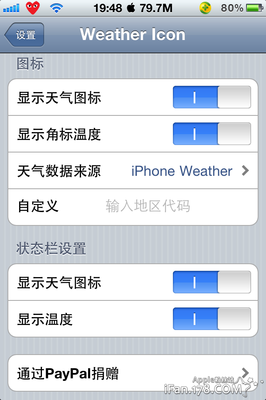 19:48 79.7M 80%
设置 Weather Icon
图标
显示天气图标
显示角标温度
天气数据来源 iPhone Weather
自定义 输入地区代码
状态栏设置
显示天气图标
显示温度
通过PayPal捐赠
iFan.178.com